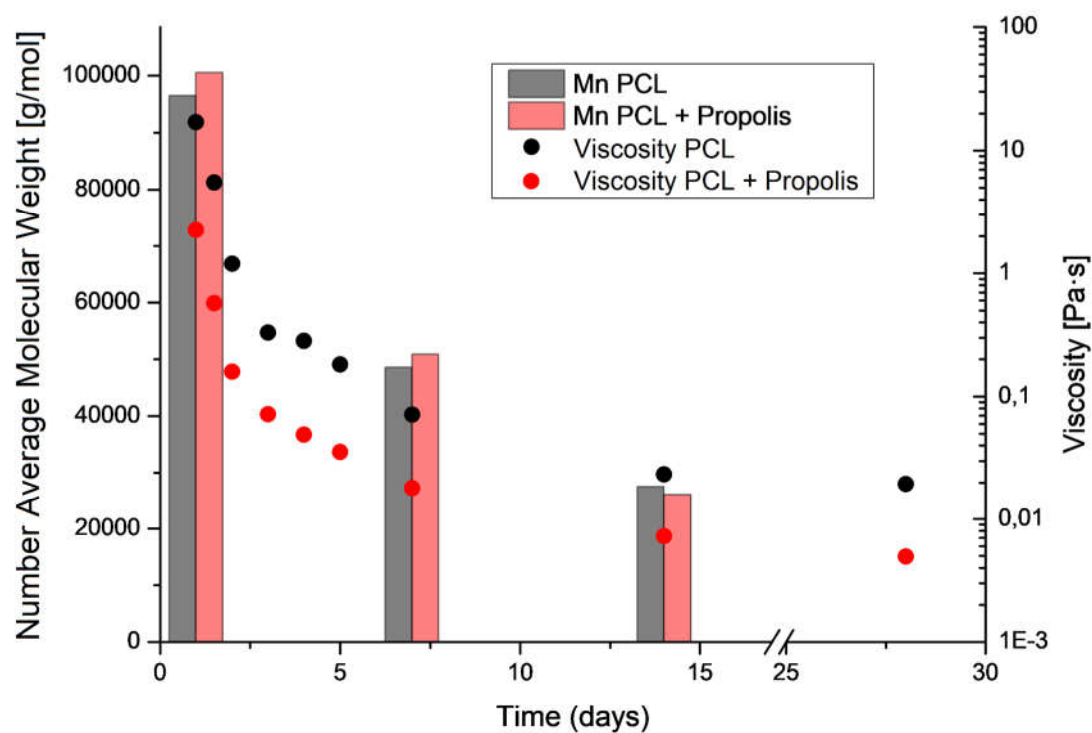 Number Average Molecular Weight [g/mol]
100000
80000
60000
40000
20000
0
Mn PCL
Mn PCL + Propolis
Viscosity PCL
Viscosity PCL + Propolis
100
10
1
0,1
0,01
1E-3
Viscosity [Pa·s]
0 5 10 15 25 30
Time (days)